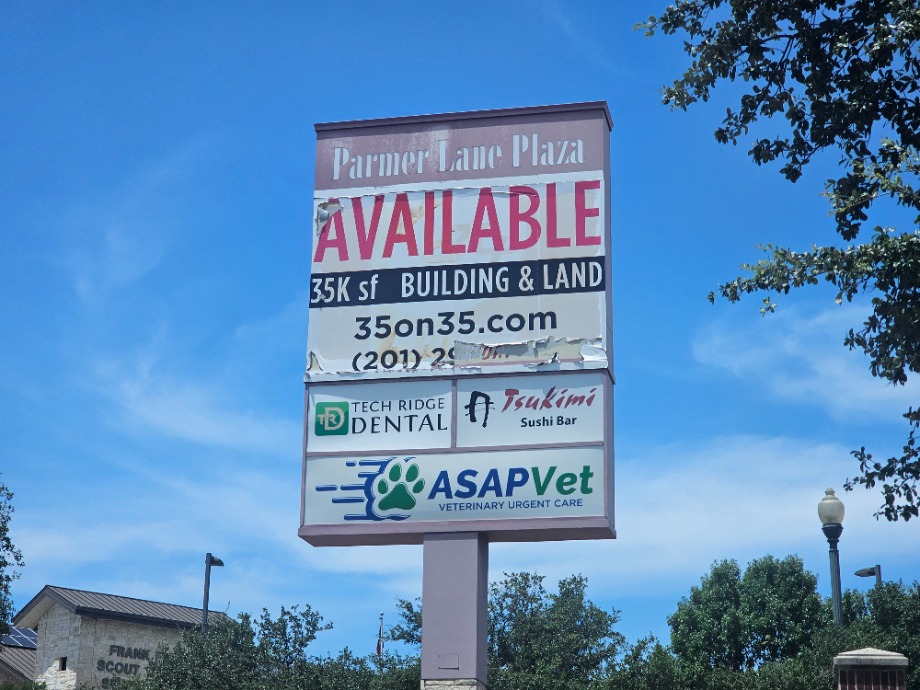 Parmer Lane Plaza
AVAILABLE
35K sf BUILDING & LAND
35on35.com
(201)
TRD TECH RIDGE
DENTAL
Tsukimi
Sushi Bar
ASAPVet
VETERINARY URGENT CARE
FRANK
SCOUT